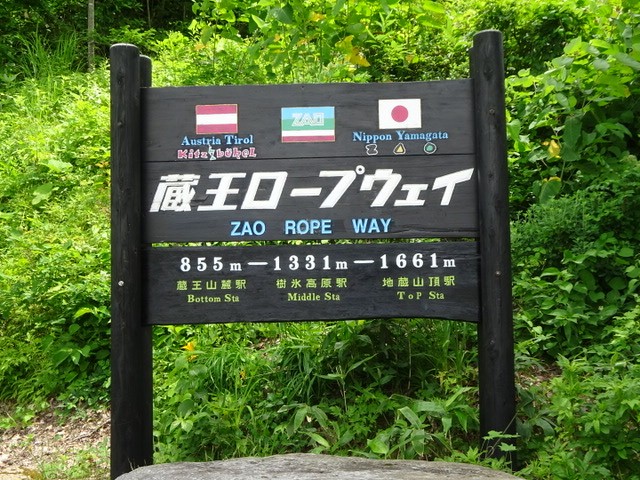 ZAO
Austria Tirol
Nippon Yamagata
Kitzbühel
ZAO
蔵王ロープウェイ
ZAO ROPE WAY
855m—1331m—1661m
蔵王山麓駅 樹氷高原駅 地蔵山頂駅
Bottom Sta Middle Sta ToP Sta